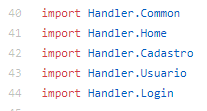 40 import Handler.Common
41 import Handler.Home
42 import Handler.Cadastro
43 import Handler.Usuario
44 import Handler.Login